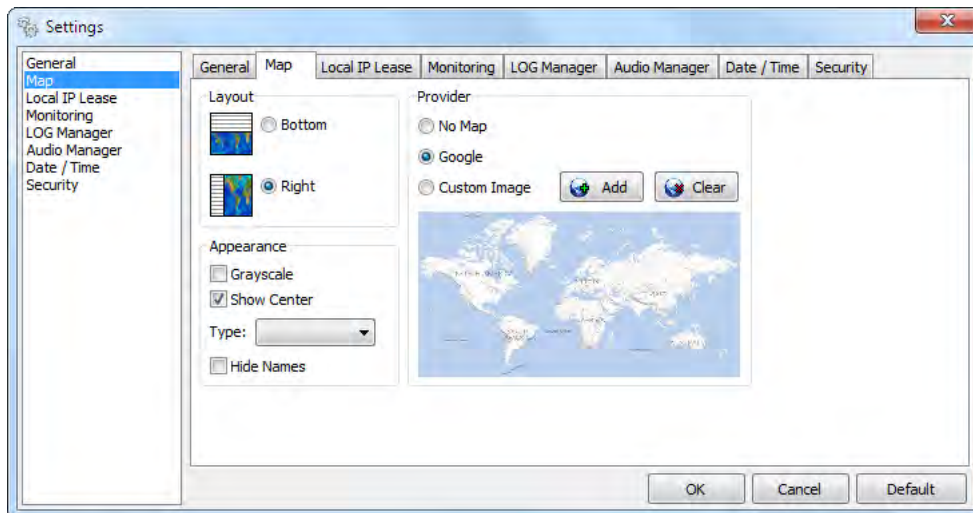 Settings
General
Map
Local IP Lease
Monitoring
LOG Manager
Audio Manager
Date / Time
Security
General Map Local IP Lease Monitoring LOG Manager Audio Manager Date / Time Security
Layout
Bottom
Right
Appearance
Grayscale
Show Center
Type:
Hide Names
Provider
No Map
Google
Custom Image Add Clear
OK Cancel Default